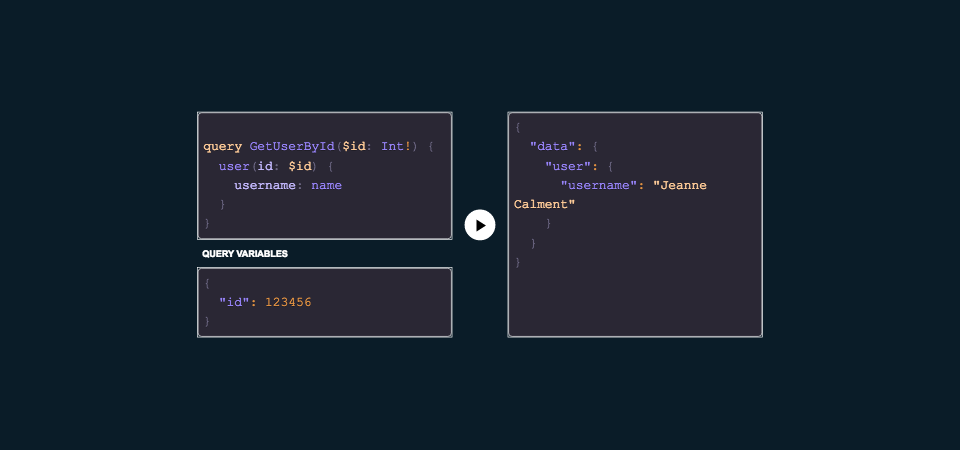 query GetUserById($id: Int!) {
  user(id: $id) {
    username: name
  }
}
QUERY VARIABLES
{
  "id": 123456
}
{
  "data": {
    "user": {
      "username": "Jeanne
Calment"
    }
  }
}